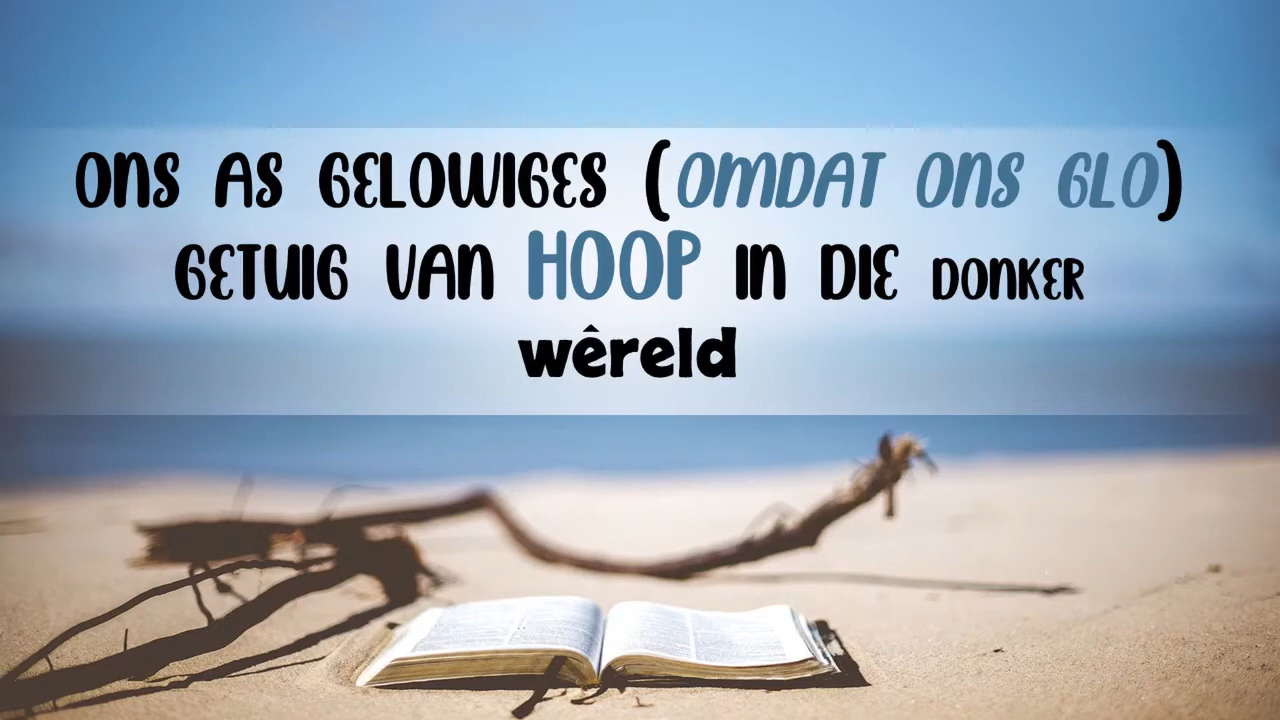 ONS AS GELOWIGES (OMDAT ONS GLO)
GETUIG VAN HOOP IN DIE DONKER
wêreld